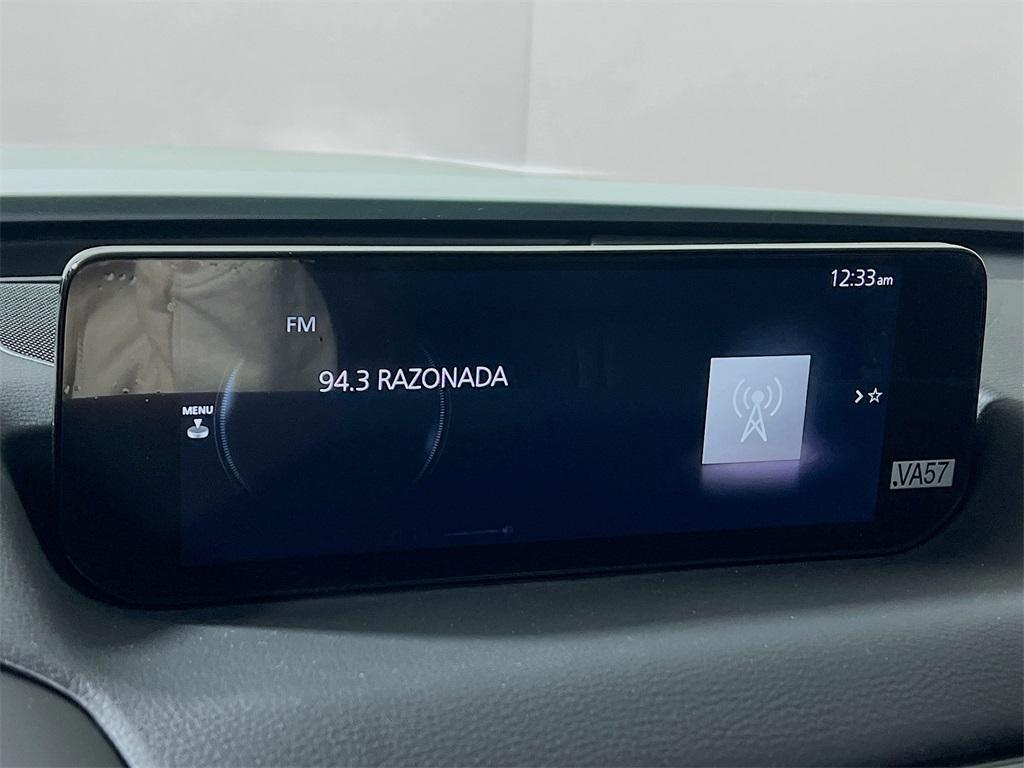 12:33am
FM
94.3 RAZONADA
MENU
.VA57